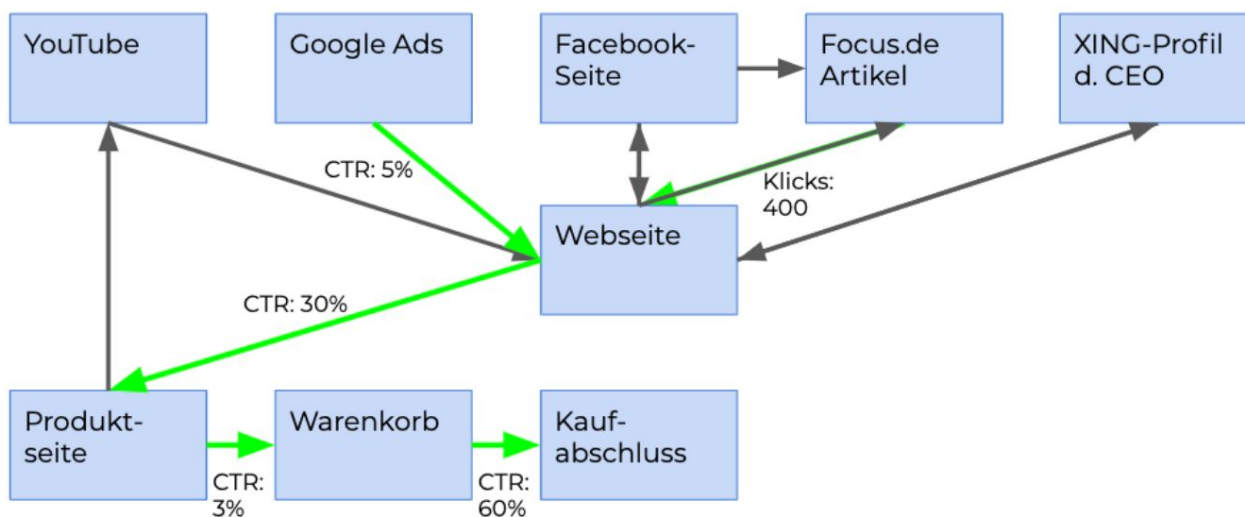 YouTube
Google Ads
Facebook-
Seite
Focus.de
Artikel
XING-Profil
d. CEO
CTR: 5%
Klicks:
400
Webseite
CTR: 30%
Produkt-
seite
Warenkorb
Kauf-
abschluss
CTR:
3%
CTR:
60%